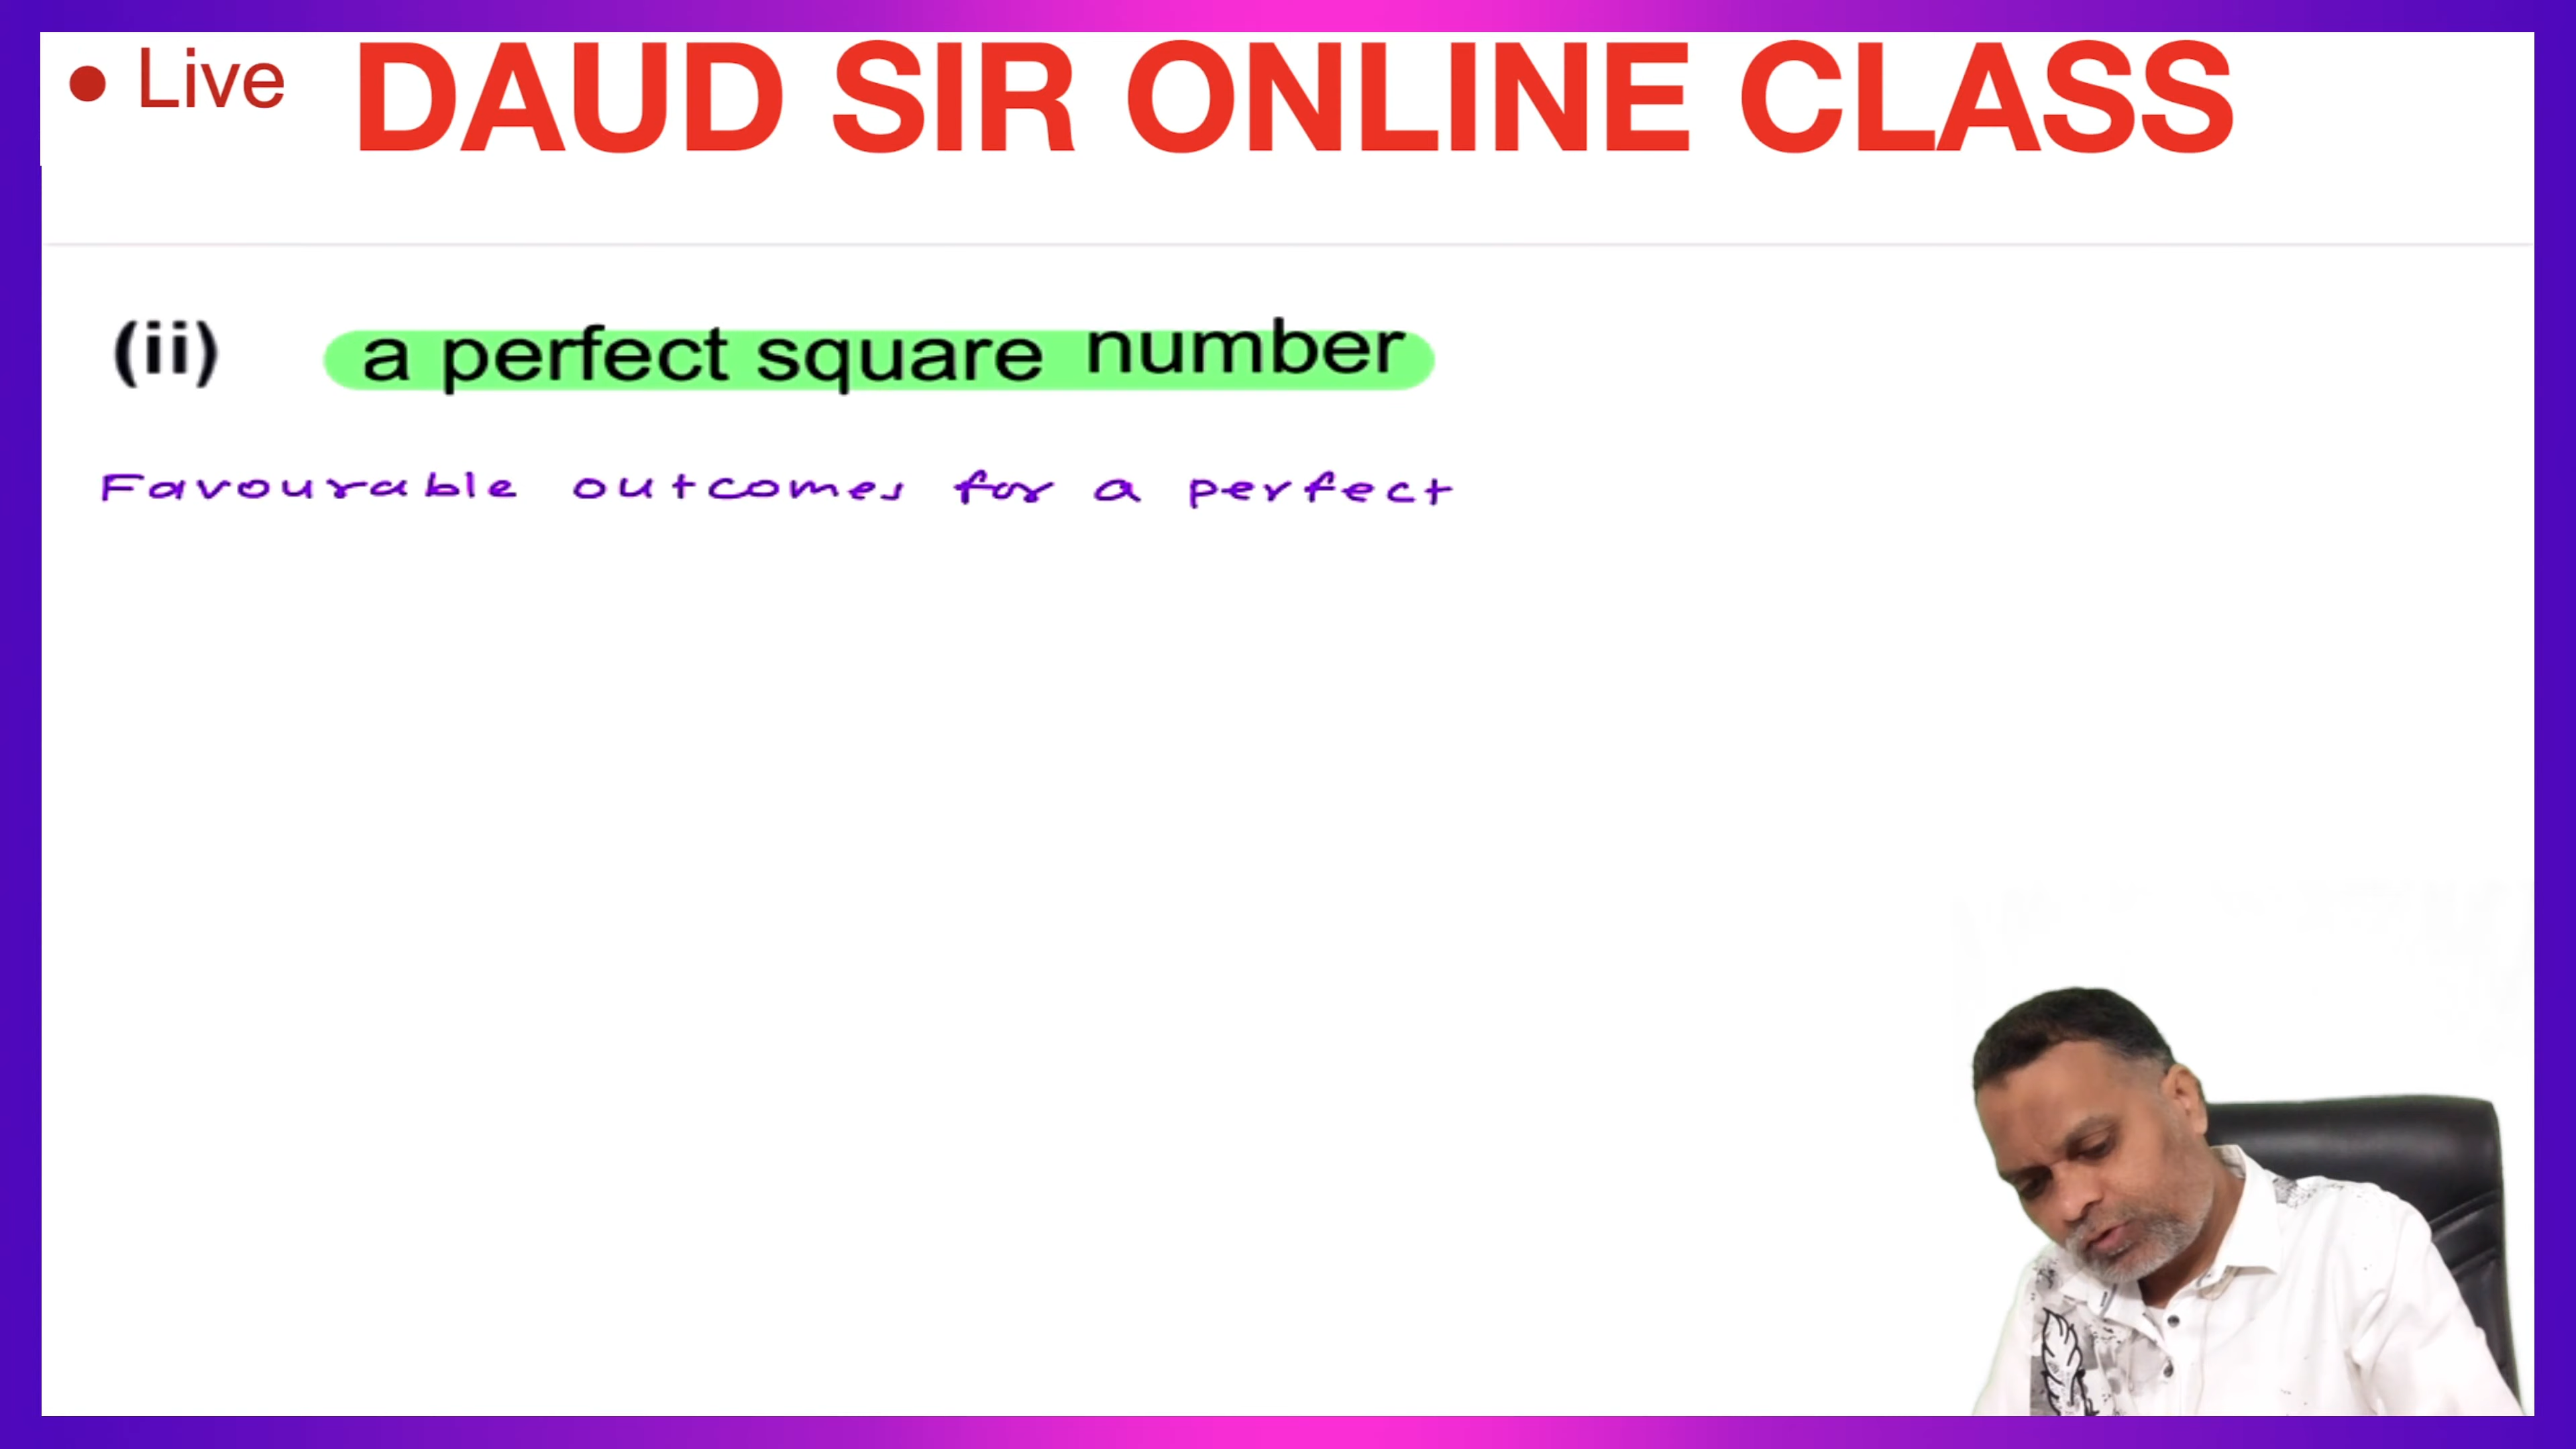 • Live DAUD SIR ONLINE CLASS
(ii) a perfect square number
Favourable outcomes for a perfect